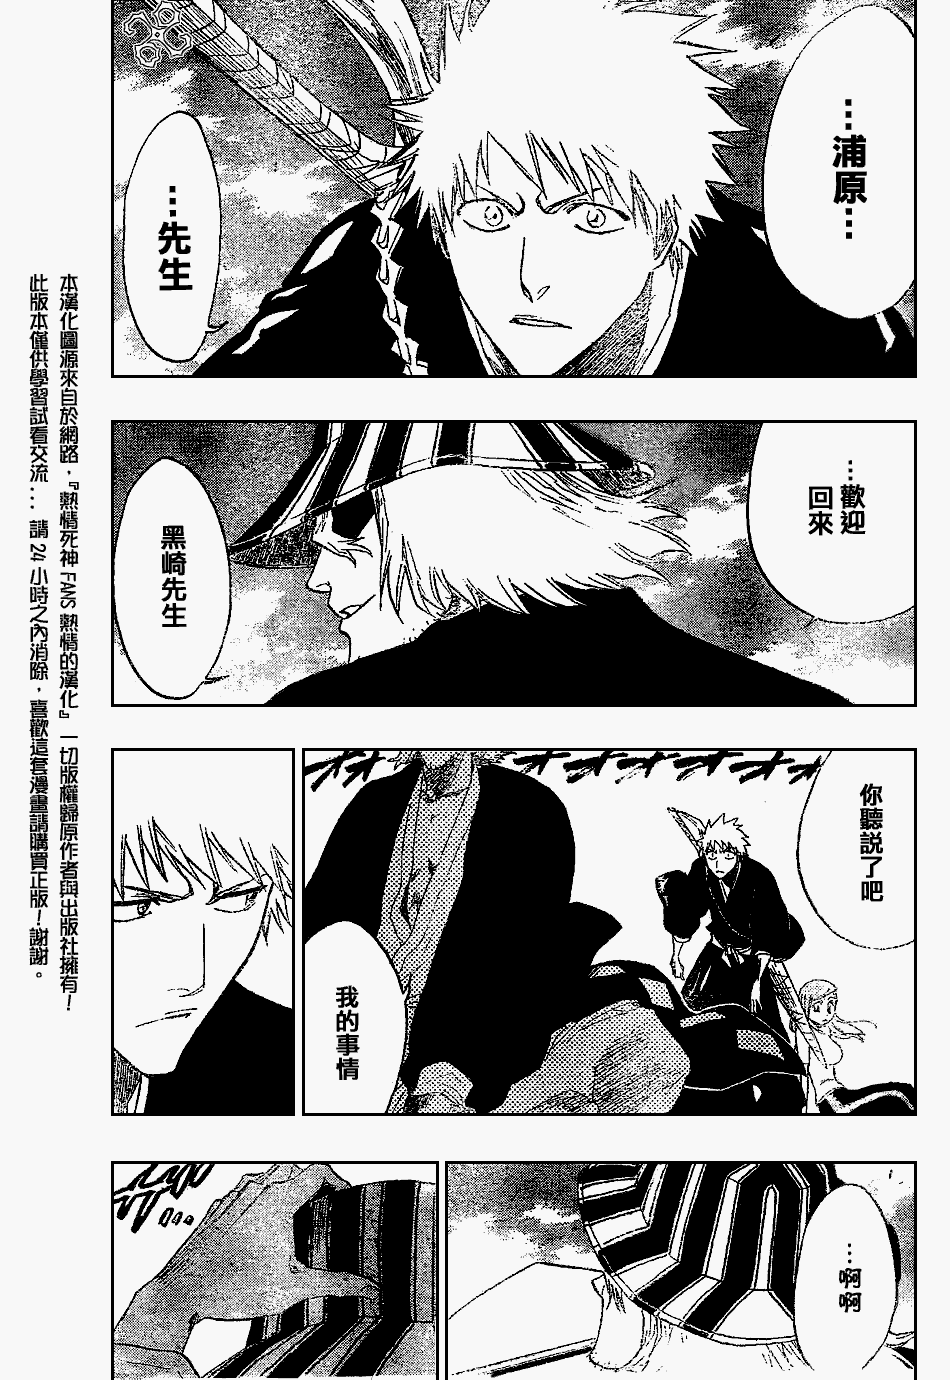 …浦原…
…先生
…歡迎
回來
黑崎先生
你聽説了吧
我的事情
…啊
啊
本漢化圖源來自於網路，『熱情死神FANS熱情的漢化』一切版權歸原作者與出版社擁有！
此版本僅供學習試看交流... 請24小時之內消除，喜歡這套漫畫請購買正版！謝謝。